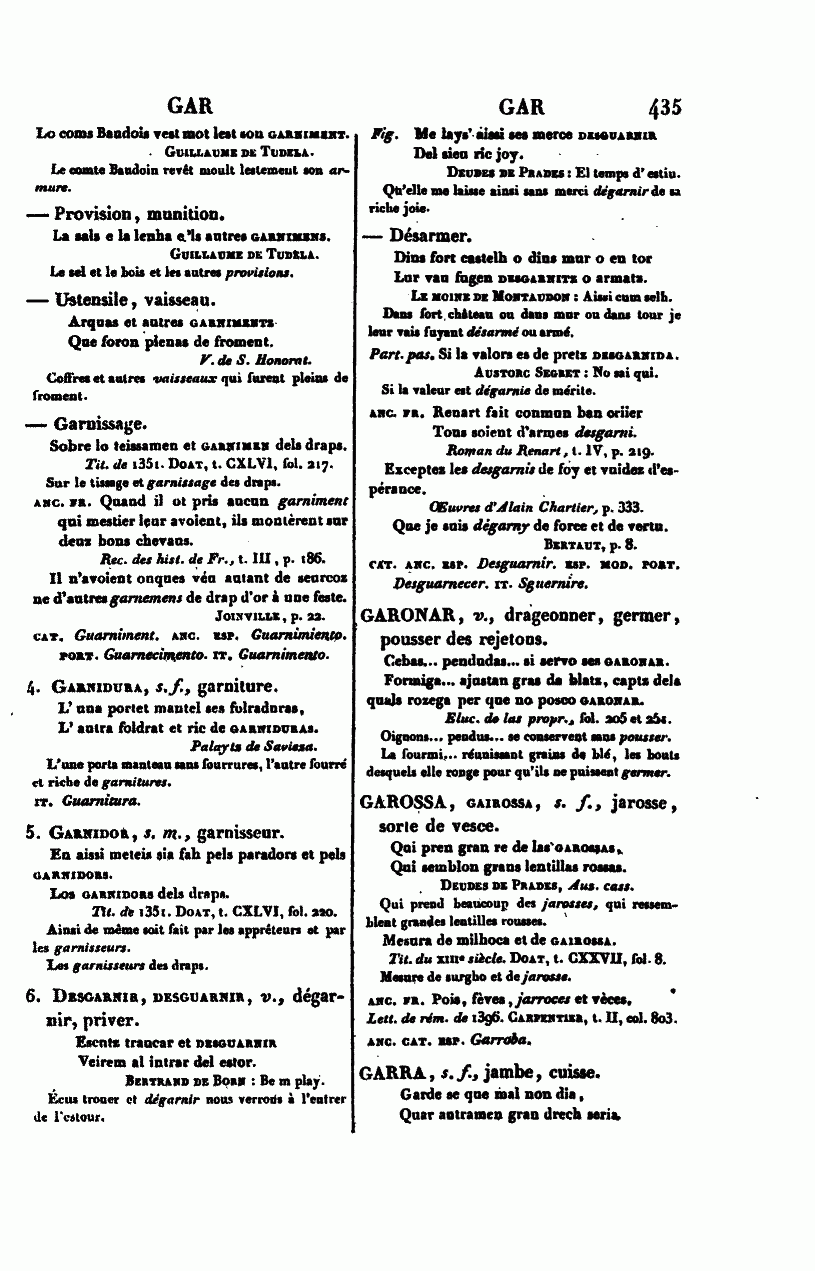 GAR
GAR 435
Lo coms Baudois vest mot lest son GARNIMENT.
GUILLAUME DE TUDELA.
Le comte Baudoin revêt moult lestement son ar-
mure.
— Provision, munition.
La sals e la lenha e 'ls autres GARNIMENS.
GUILLAUME DE TUDELA.
Le sel et le bois et les autres provisions.
— Ustensile, vaisseau.
Arquas et autres GARNIMENTS
Que foron plenas de froment.
V. de S. Honorat.
Coffres et autres vaisseaux qui furent pleins de
froment.
— Garnissage.
Sobre lo teissamen et GARNIMEN dels draps.
Tit. de 1351. DOAT, t. CXLVI, fol. 217.
Sur le tissage et garnissage des draps.
ANC. FR. Quand il ot pris aucun garniment
qui mestier leur avoient, ils montèrent sur
deux bons chevaus.
Rec. des hist. de Fr., t. III, p. 186.
Il n'avoient onques véu autant de seurcoz
ne d'autres garnemens de drap d'or à une feste.
JOINVILLE, p. 22.
CAT. Guarniment. ANC. ESP. Guarnimiento.
PORT. Guarnecimento. IT. Guarnimento.
4. GARNIDURA, s. f., garniture.
L' una portet mantel ses folraduras,
L' autra foldrat et ric de GARNIDURAS.
Palayts de Saviesa.
L'une porta manteau sans fourrures, l'autre fourré
et riche de garnitures.
IT. Guarnitura.
5. GARNIDOR, s. m., garnisseur.
En aissi meteis sia fah pels paradors et pels
GARNIDORS.
Los GARNIDORS dels draps.
Tit. de 1351. DOAT, t. CXLVI, fol. 220.
Ainsi de même soit fait par les apprêteurs et par
les garnisseurs.
Les garnisseurs des draps.
6. DESGARNIR, DESGUARNIR, v., dégar-
nir, priver.
Escutz traucar et DESGUARNIR
Veirem al intrar del estor.
BERTRAND DE BORN : Be m play.
Écus trouer et dégarnir nous verrons à l'entrer
de l'estour.
Fig. Me lays' aissi ses merce DESGUARNIR
Del sieu ric joy.
DEUDES DE PRADES : El temps d' estiu.
Qu'elle me laisse ainsi sans merci dégarnir de sa
riche joie.
— Désarmer.
Dins fort castelh o dins mur o en tor
Lur vau fugen DESGARNITZ o armatz.
LE MOINE DE MONTAUDON : Aissi cum selh.
Dans fort château ou dans mur ou dans tour je
leur vais fuyant désarmé ou armé.
Part. pas. Si la valors es de pretz DESGARNIDA.
AUSTORC SEGRET : No sai qui.
Si la valeur est dégarnie de mérite.
ANC. FR. Renart fait conmun ban criier
Tous soient d'armes desgarni.
Roman du Renart, t. IV, p. 219.
Exceptez les desgarnis de foy et vuidez d'es-
pérance.
Œuvres d'Alain Chartier, p. 333.
Que je suis dégarny de force et de vertu.
BERTAUT, p. 8.
CAT. ANC. ESP. Desguarnir. ESP. MOD. PORT.
Desguarnecer. IT. Sguernire.
GARONAR, v., drageonner, germer,
pousser des rejetons.
Cebas... pendudas... si servo ses GARONAR.
Formiga... ajustan gras de blatz, capts dels
quals rozega per que no posco GARONAR.
Eluc. de las propr., fol. 205 et 251.
Oignons... pendus... se conservent sans pousser.
La fourmi... réunissant grains de blé, les bouts
desquels elle ronge pour qu'ils ne puissent germer.
GAROSSA, GAIROSSA, s. f., jarosse,
sorte de vesce.
Qui pren gran re de las GAROSSAS,
Qui semblon grans lentillas rossas.
DEUDES DE PRADES, Aus. cass.
Qui prend beaucoup des jarosses, qui ressem-
blent grandes lentilles rousses.
Mesura de milhoca et de GAIROSSA.
Tit. du XIIIe siècle. DOAT, t. CXXVII, fol. 8.
Mesure de surgho et de jarosse.
ANC. FR. Pois, fèves, jarroces et vèces.
Lett. de rém. de 1396. CARPENTIER, t. II, col. 803.
ANC. CAT. ESP. Garroba.
GARRA, s. f., jambe, cuisse.
Garde se que mal non dia,
Quar autramen gran drech seria